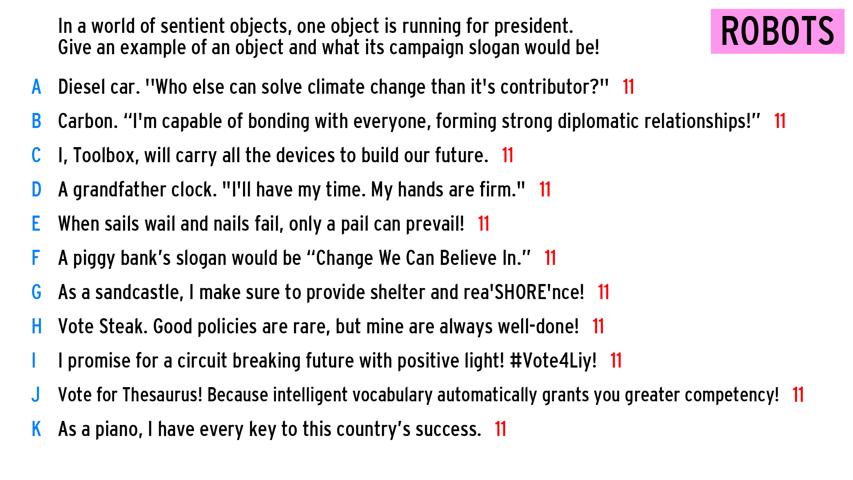 In a world of sentient objects, one object is running for president.
Give an example of an object and what its campaign slogan would be!
ROBOTS
A Diesel car. ''Who else can solve climate change than it's contributor?'' 11
B Carbon. “I'm capable of bonding with everyone, forming strong diplomatic relationships!” 11
C I, Toolbox, will carry all the devices to build our future. 11
D A grandfather clock. "I'll have my time. My hands are firm." 11
E When sails wail and nails fail, only a pail can prevail! 11
F A piggy bank’s slogan would be “Change We Can Believe In.” 11
G As a sandcastle, I make sure to provide shelter and rea'SHORE'nce! 11
H Vote Steak. Good policies are rare, but mine are always well-done! 11
I I promise for a circuit breaking future with positive light! #Vote4Liy! 11
J Vote for Thesaurus! Because intelligent vocabulary automatically grants you greater competency! 11
K As a piano, I have every key to this country’s success. 11